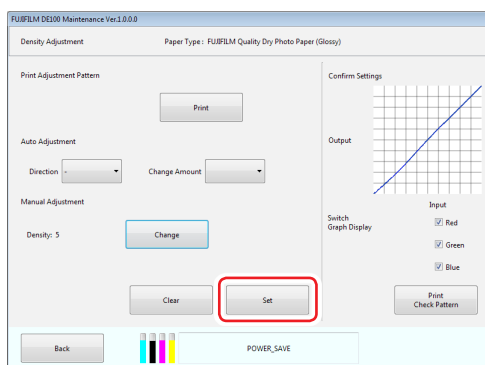 FUJIFILM DE100 Maintenance Ver.1.0.0.0
Density Adjustment
Paper Type : FUJIFILM Quality Dry Photo Paper (Glossy)
Print Adjustment Pattern
Print
Auto Adjustment
Direction -
Change Amount
Manual Adjustment
Density: 5
Change
Clear
Set
Confirm Settings
Output
Input
Switch
Graph Display
Red
Green
Blue
Print
Check Pattern
Back
POWER_SAVE